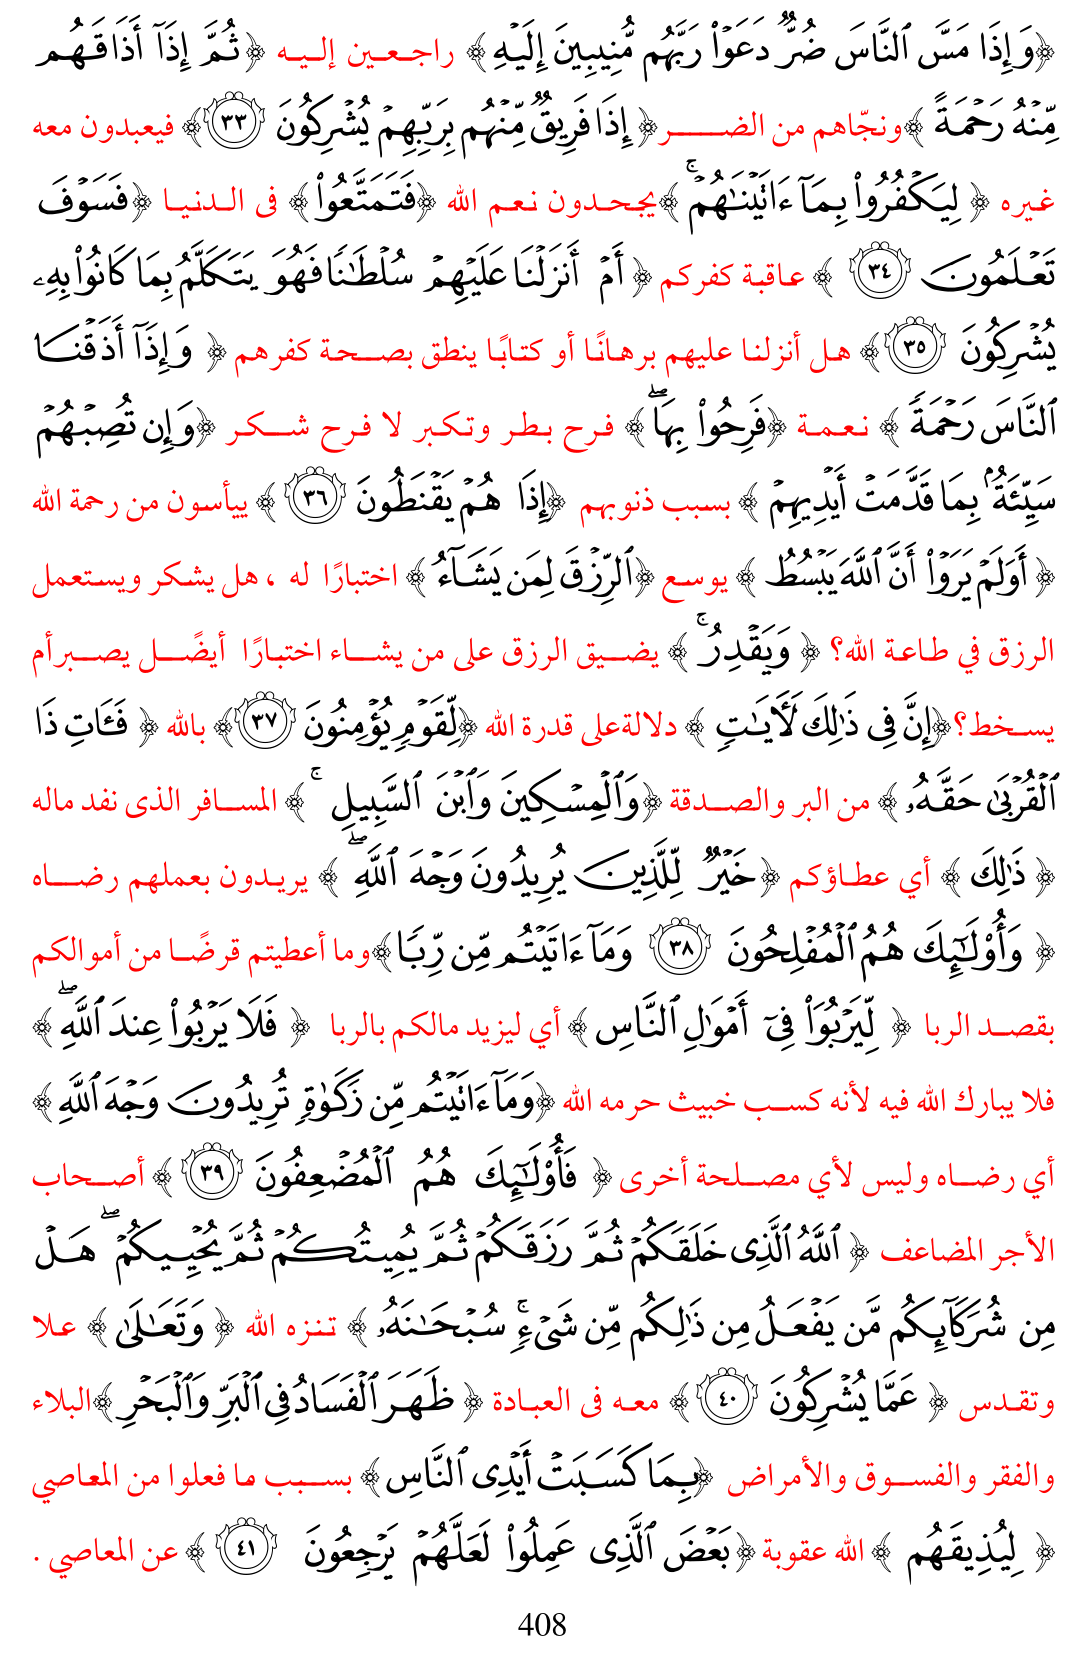 ﴿وَإِذَا مَسَّ ٱلنَّاسَ ضُرٌّ دَعَوْا۟ رَبَّهُم مُّنِيبِينَ إِلَيْهِ﴾ راجعين إليه ﴿ثُمَّ إِذَآ أَذَاقَهُم
مِّنْهُ رَحْمَةً﴾ ونجّاهم من الضر ﴿إِذَا فَرِيقٌ مِّنْهُم بِرَبِّهِمْ يُشْرِكُونَ ٣٣﴾ فيعبدون معه
غيره ﴿لِيَكْفُرُوا۟ بِمَآ ءَاتَيْنَٰهُمْ ۚ﴾ يجحدون نعم الله ﴿فَتَمَتَّعُوا۟﴾ فى الدنيا ﴿فَسَوْفَ
تَعْلَمُونَ ٣٤﴾ عاقبة كفركم ﴿أَمْ أَنزَلْنَا عَلَيْهِمْ سُلْطَٰنًا فَهُوَ يَتَكَلَّمُ بِمَا كَانُوا۟ بِهِۦ
يُشْرِكُونَ ٣٥﴾ هل أنزلنا عليهم برهانًا أو كتابًا ينطق بصحة كفرهم ﴿وَإِذَآ أَذَقْنَا
ٱلنَّاسَ رَحْمَةً﴾ نعمة ﴿فَرِحُوا۟ بِهَا ۖ﴾ فرح بطر وتكبر لا فرح شكر ﴿وَإِن تُصِبْهُمْ
سَيِّئَةٌۢ بِمَا قَدَّمَتْ أَيْدِيهِمْ﴾ بسبب ذنوبهم ﴿إِذَا هُمْ يَقْنَطُونَ ٣٦﴾ ييأسون من رحمة الله
﴿أَوَلَمْ يَرَوْا۟ أَنَّ ٱللَّهَ يَبْسُطُ﴾ يوسع ﴿ٱلرِّزْقَ لِمَن يَشَآءُ﴾ اختبارًا له ، هل يشكر ويستعمل
الرزق في طاعة الله؟ ﴿وَيَقْدِرُ ۚ﴾ يضيق الرزق على من يشاء اختبارًا أيضًل يصبرأم
يسخط؟ ﴿إِنَّ فِى ذَٰلِكَ لَءَايَٰتٍ﴾ دلالةعلى قدرة الله ﴿لِّقَوْمٍ يُؤْمِنُونَ ٣٧﴾ بالله ﴿فَـَٔاتِ ذَا
ٱلْقُرْبَىٰ حَقَّهُۥ﴾ من البر والصدقة ﴿وَٱلْمِسْكِينَ وَٱبْنَ ٱلسَّبِيلِ ۚ﴾ المسافر الذى نفد ماله
﴿ذَٰلِكَ﴾ أي عطاؤكم ﴿خَيْرٌ لِّلَّذِينَ يُرِيدُونَ وَجْهَ ٱللَّهِ ۖ﴾ يريدون بعملهم رضاه
﴿وَأُو۟لَٰٓئِكَ هُمُ ٱلْمُفْلِحُونَ ٣٨ وَمَآ ءَاتَيْتُم مِّن رِّبًا﴾ وما أعطيتم قرضًا من أموالكم
بقصد الربا ﴿لِّيَرْبُوَا۟ فِىٓ أَمْوَٰلِ ٱلنَّاسِ﴾ أي ليزيد مالكم بالربا ﴿فَلَا يَرْبُوا۟ عِندَ ٱللَّهِ ۖ﴾
فلا يبارك الله فيه لأنه كسب خبيث حرمه الله ﴿وَمَآ ءَاتَيْتُم مِّن زَكَوٰةٍ تُرِيدُونَ وَجْهَ ٱللَّهِ﴾
أي رضاه وليس لأي مصلحة أخرى ﴿فَأُو۟لَٰٓئِكَ هُمُ ٱلْمُضْعِفُونَ ٣٩﴾ أصحاب
الأجر المضاعف ﴿ٱللَّهُ ٱلَّذِى خَلَقَكُمْ ثُمَّ رَزَقَكُمْ ثُمَّ يُمِيتُكُمْ ثُمَّ يُحْيِيكُمْ ۖ هَلْ
مِن شُرَكَآئِكُم مَّن يَفْعَلُ مِن ذَٰلِكُم مِّن شَىْءٍ ۚ سُبْحَٰنَهُۥ﴾ تنزه الله ﴿وَتَعَٰلَىٰ﴾ علا
وتقدس ﴿عَمَّا يُشْرِكُونَ ٤٠﴾ معه فى العبادة ﴿ظَهَرَ ٱلْفَسَادُ فِى ٱلْبَرِّ وَٱلْبَحْرِ﴾ البلاء
والفقر والفسوق والأمراض ﴿بِمَا كَسَبَتْ أَيْدِى ٱلنَّاسِ﴾ بسبب ما فعلوا من المعاصي
﴿لِيُذِيقَهُم﴾ الله عقوبة ﴿بَعْضَ ٱلَّذِى عَمِلُوا۟ لَعَلَّهُمْ يَرْجِعُونَ ٤١﴾ عن المعاصي .
408